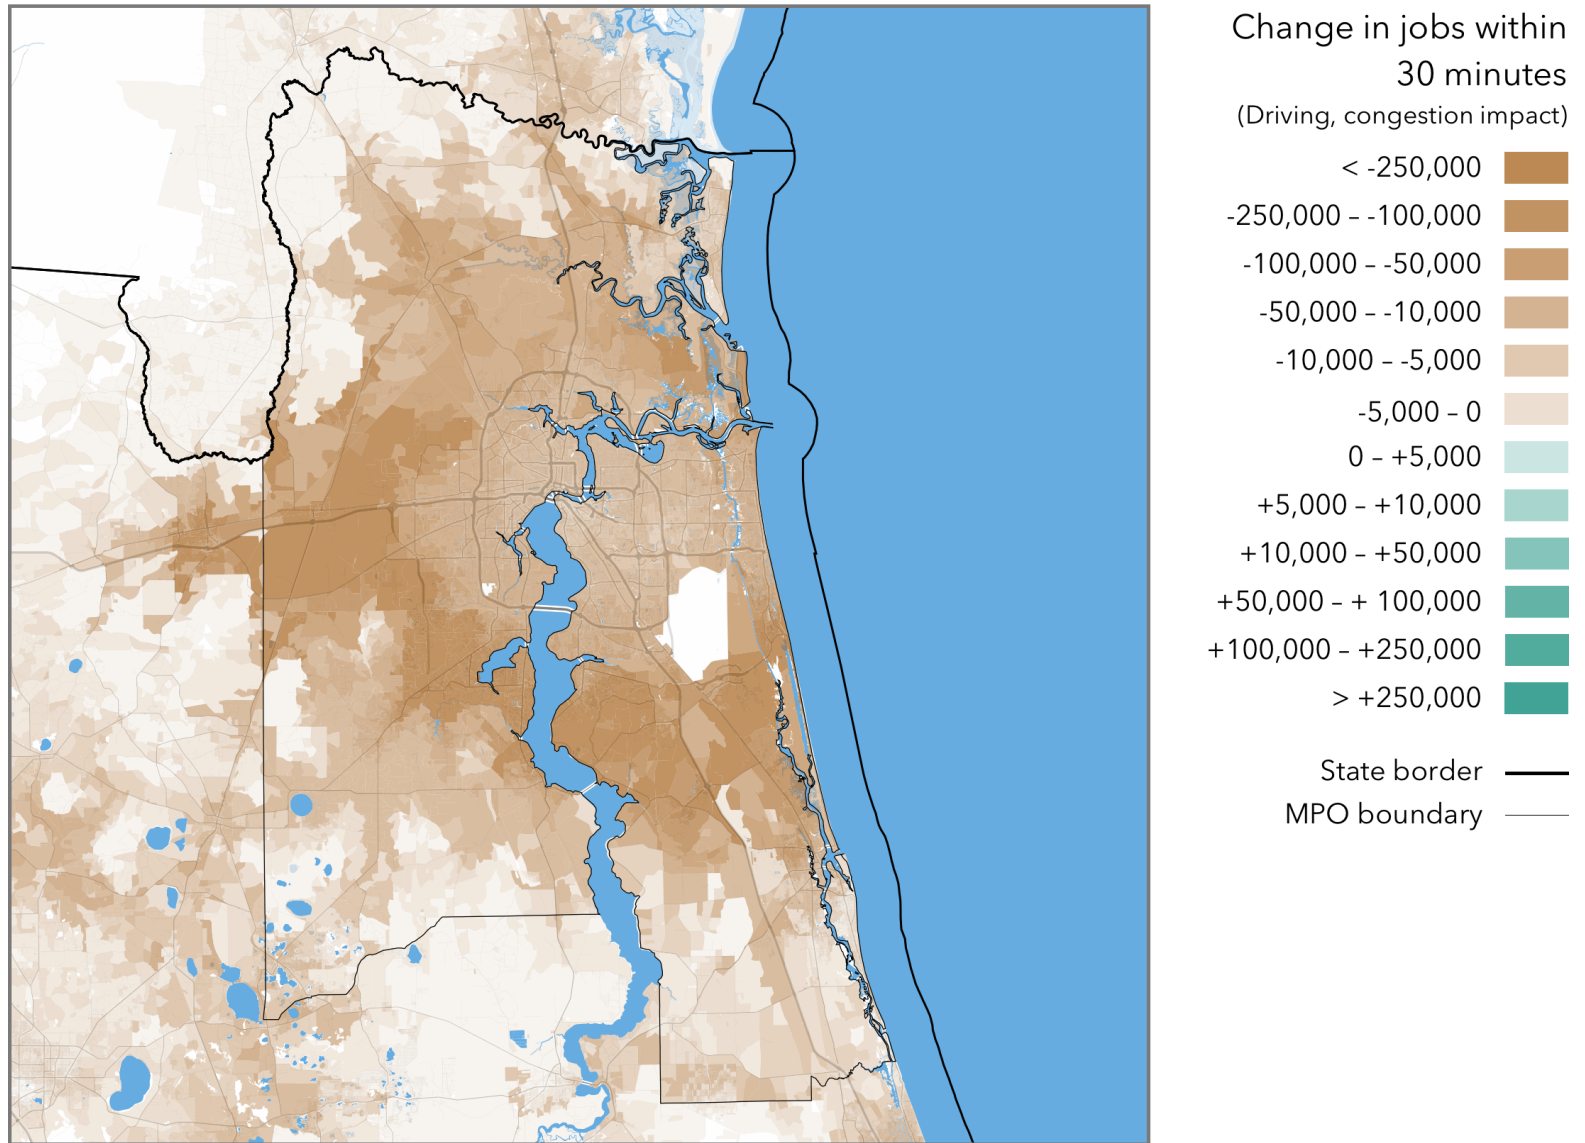 Change in jobs within
30 minutes
(Driving, congestion impact)
< -250,000
-250,000 – -100,000
-100,000 – -50,000
-50,000 – -10,000
-10,000 – -5,000
-5,000 – 0
0 – +5,000
+5,000 – +10,000
+10,000 – +50,000
+50,000 – + 100,000
+100,000 – +250,000
> +250,000
State border
MPO boundary